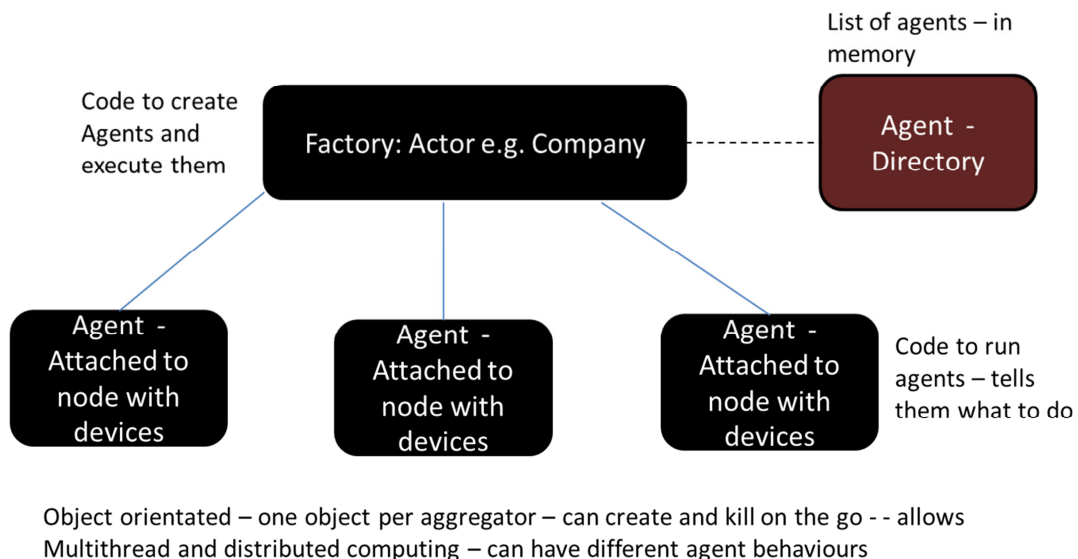 List of agents – in
memory
Code to create
Agents and
execute them
Factory: Actor e.g. Company
Agent -
Directory
Agent -
Attached to
node with
devices
Agent -
Attached to
node with
devices
Agent -
Attached to
node with
devices
Code to run
agents – tells
them what to do
Object orientated – one object per aggregator – can create and kill on the go - - allows
Multithread and distributed computing – can have different agent behaviours